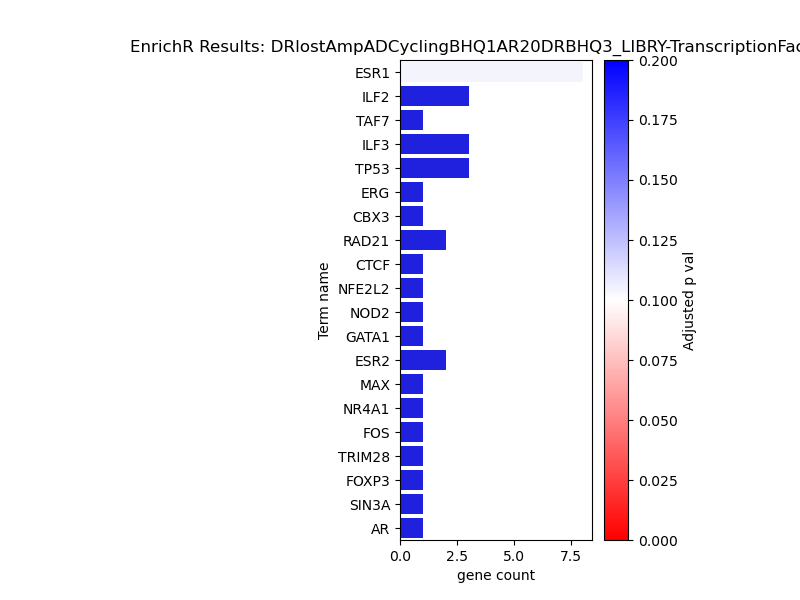 EnrichR Results: DRlostAmpADCyclingBHQ1AR20DRBHQ3_LIBRY-TranscriptionFac
ESR1
ILF2
TAF7
ILF3
TP53
ERG
CBX3
RAD21
CTCF
NFE2L2
NOD2
GATA1
ESR2
MAX
NR4A1
FOS
TRIM28
FOXP3
SIN3A
AR
Term name
0.0 2.5 5.0 7.5
gene count
0.200
0.175
0.150
0.125
0.100
0.075
0.050
0.025
0.000
Adjusted p val